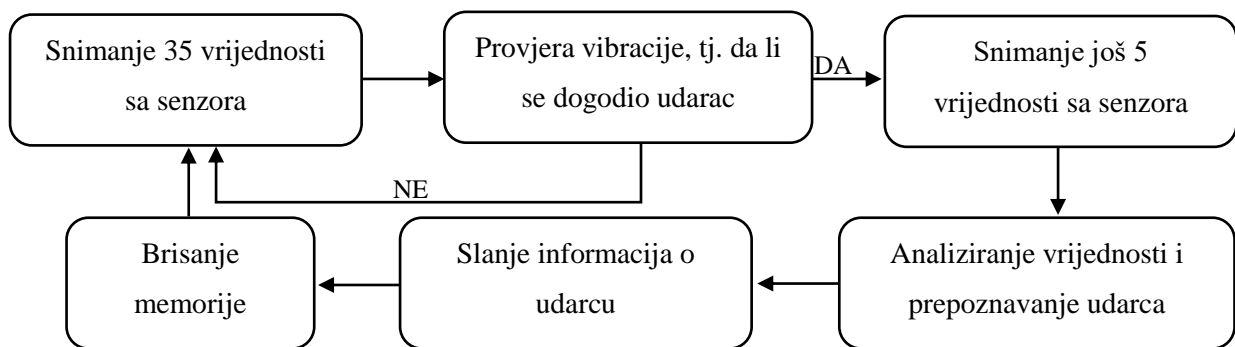 Snimanje 35 vrijednosti
sa senzora
Provjera vibracije, tj. da li
se dogodio udarac
DA
Snimanje još 5
vrijednosti sa senzora
NE
Analiziranje vrijednosti i
prepoznavanje udarca
Slanje informacija o
udarcu
Brisanje
memorije